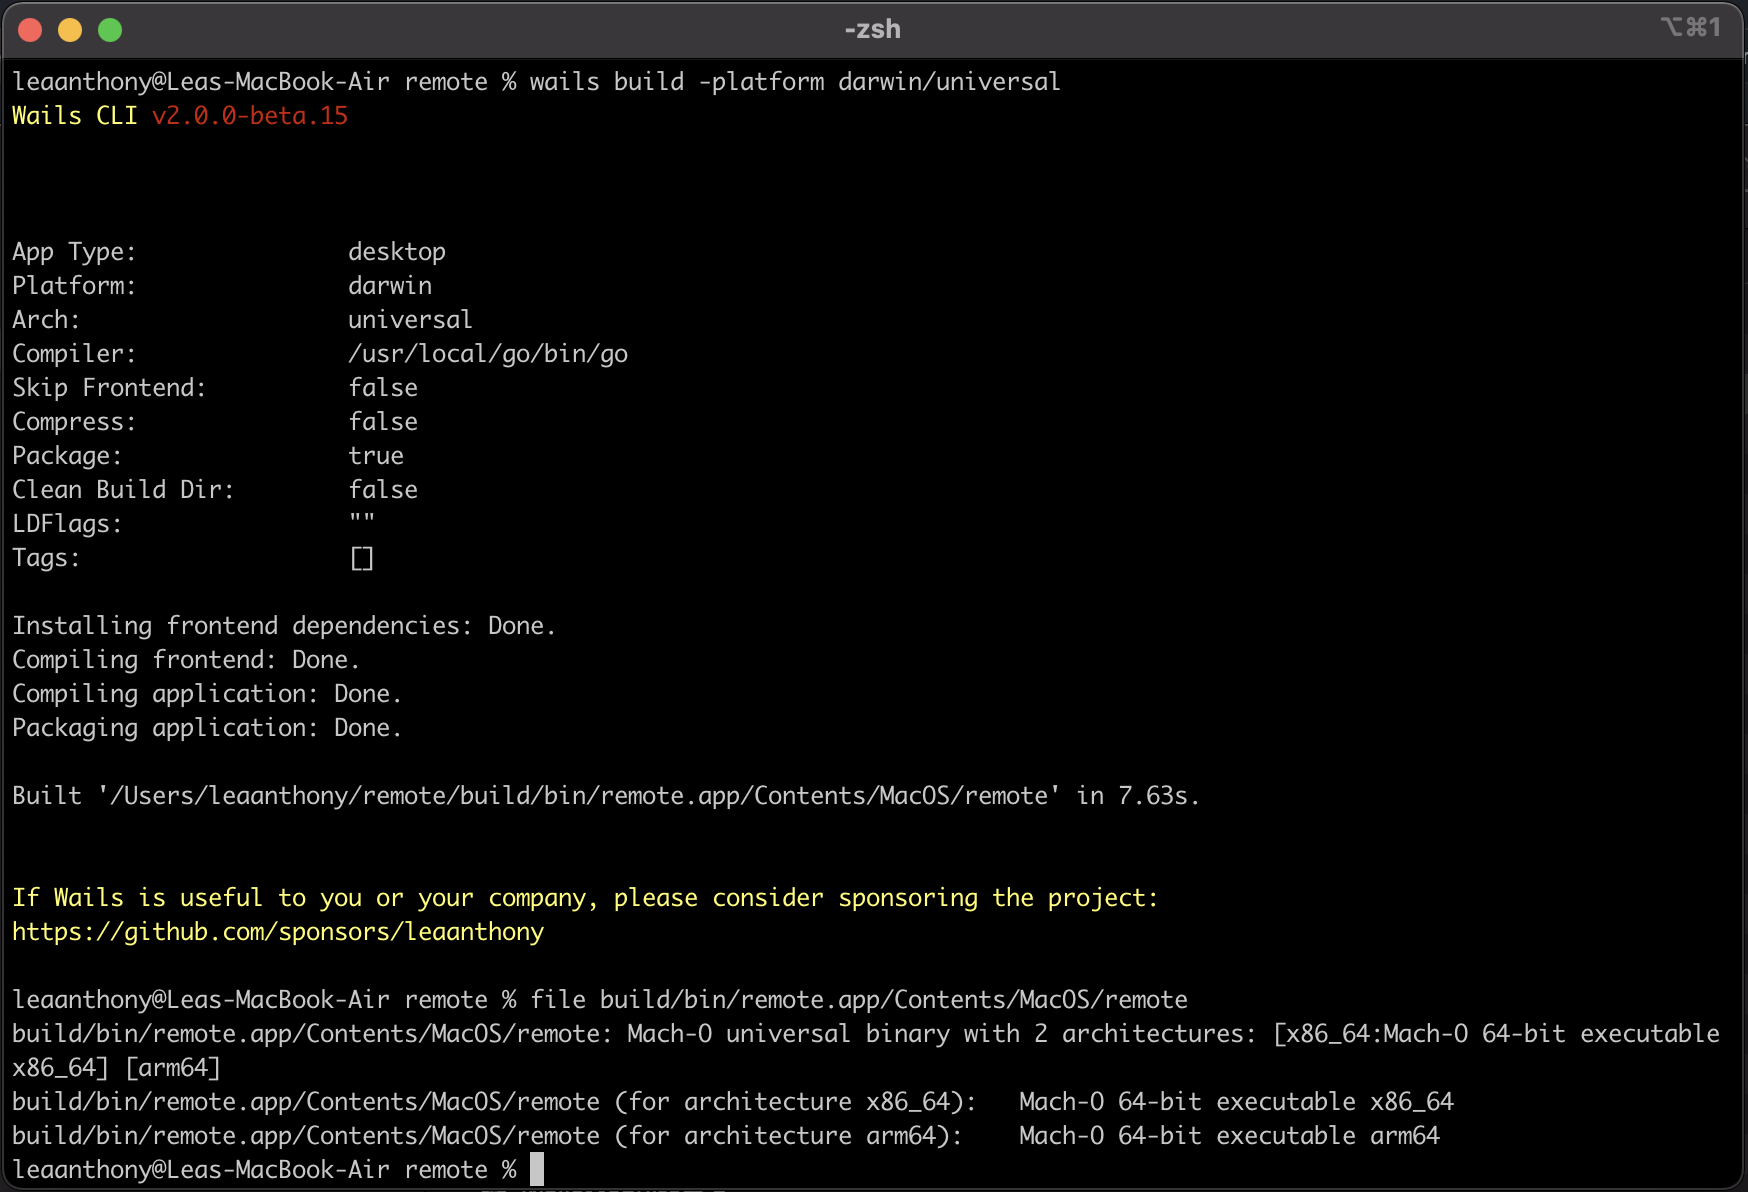 -zsh
⌥⌘1
leaanthony@Leas-MacBook-Air remote % wails build -platform darwin/universal
Wails CLI v2.0.0-beta.15
App Type: desktop
Platform: darwin
Arch: universal
Compiler: /usr/local/go/bin/go
Skip Frontend: false
Compress: false
Package: true
Clean Build Dir: false
LDFlags: ""
Tags: []
Installing frontend dependencies: Done.
Compiling frontend: Done.
Compiling application: Done.
Packaging application: Done.
Built '/Users/leaanthony/remote/build/bin/remote.app/Contents/MacOS/remote' in 7.63s.
If Wails is useful to you or your company, please consider sponsoring the project:
https://github.com/sponsors/leaanthony
leaanthony@Leas-MacBook-Air remote % file build/bin/remote.app/Contents/MacOS/remote
build/bin/remote.app/Contents/MacOS/remote: Mach-O universal binary with 2 architectures: [x86_64:Mach-O 64-bit executable
x86_64] [arm64]
build/bin/remote.app/Contents/MacOS/remote (for architecture x86_64): Mach-O 64-bit executable x86_64
build/bin/remote.app/Contents/MacOS/remote (for architecture arm64): Mach-O 64-bit executable arm64
leaanthony@Leas-MacBook-Air remote %